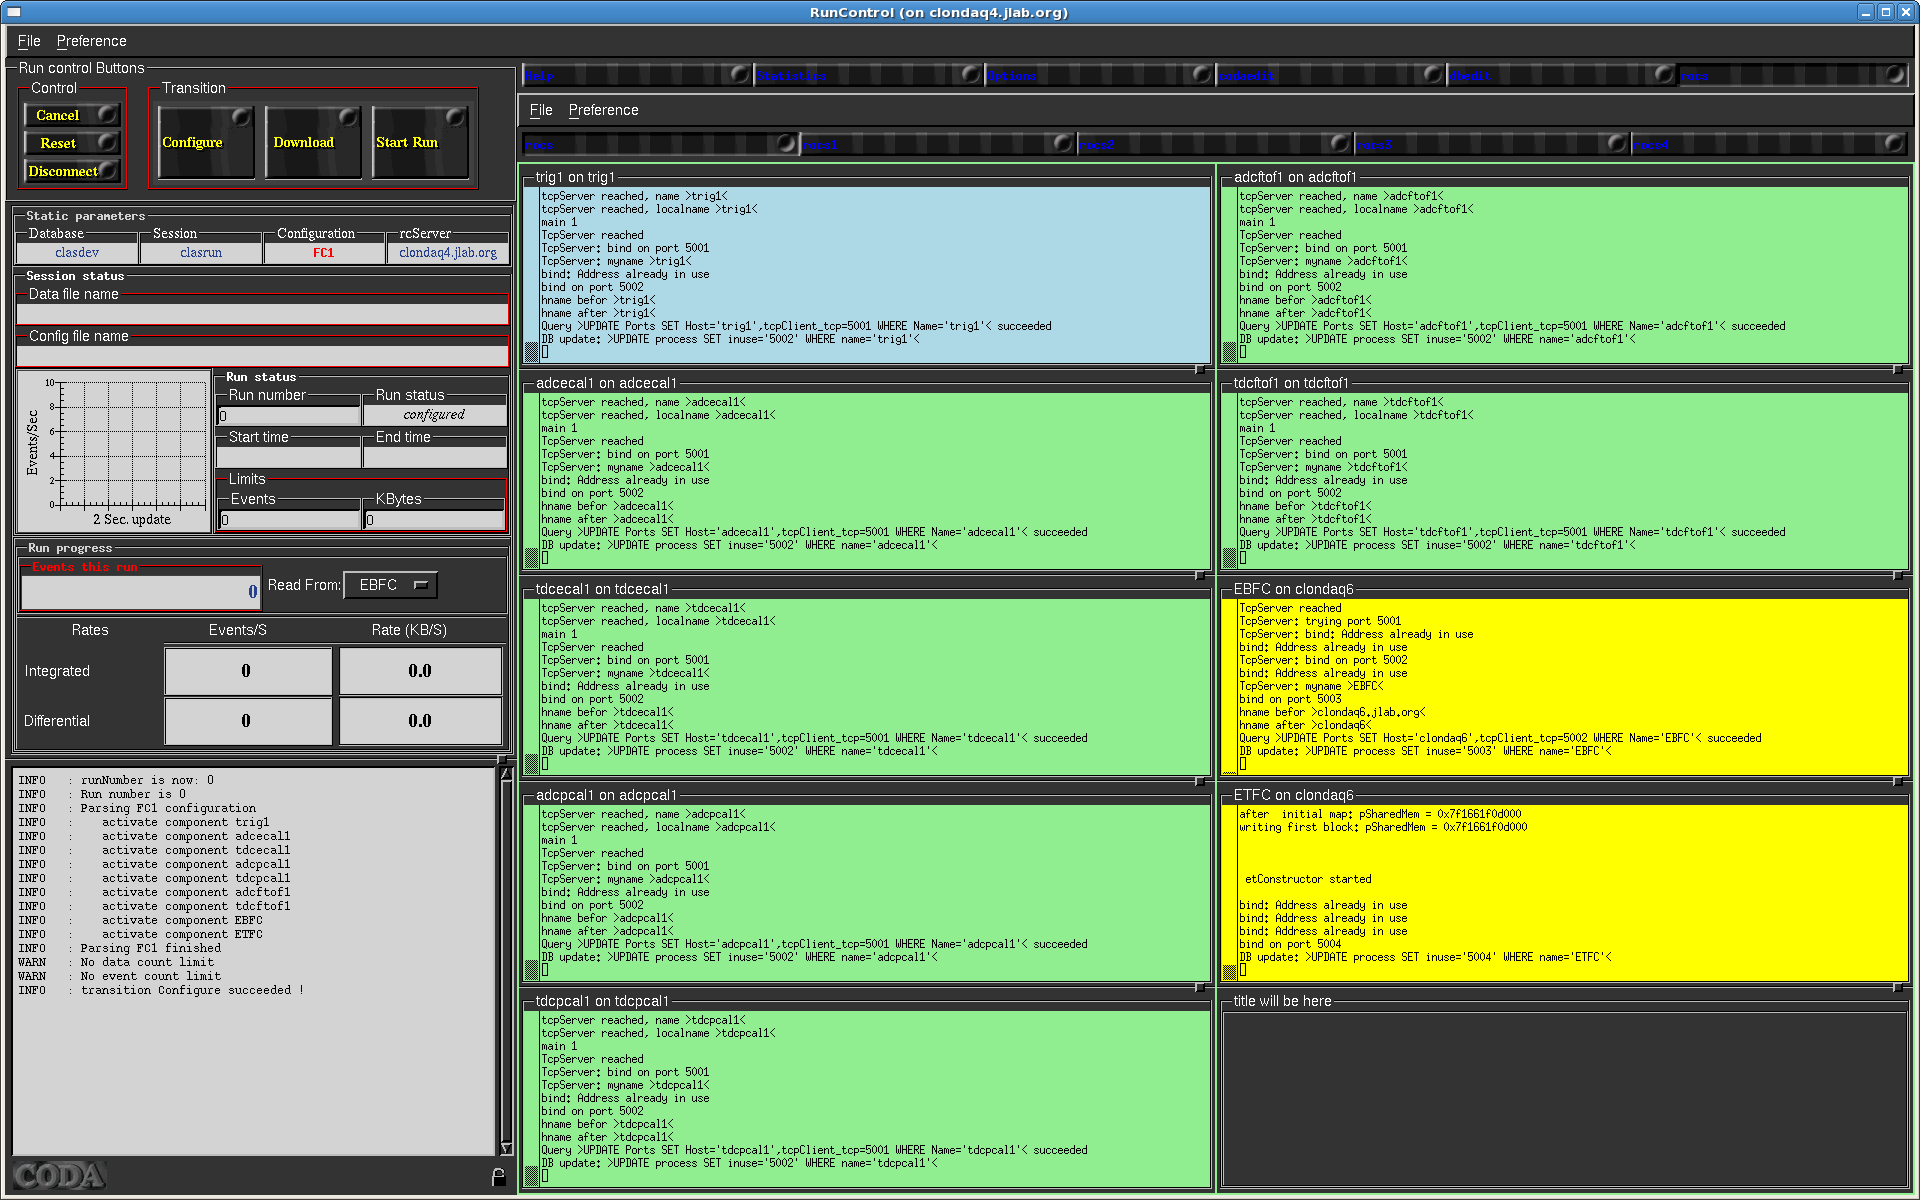 RunControl (on clondaq4.jlab.org)
File Preference
Run control Buttons
Control
Cancel
Reset
Disconnect
Transition
Configure
Download
Start Run
Static parameters
Database
clasdev
Session
clasrun
Configuration
FC1
rcServer
clondaq4.jlab.org
Session status
Data file name
Config file name
10
8
6
4
2
0
Events/Sec
2 Sec. update
Run status
Run number
0
Run status
configured
Start time
End time
Limits
Events
0
KBytes
0
Run progress
Events this run
0
Read From: EBFC
Rates Events/S Rate (KB/S)
Integrated 0 0.0
Differential 0 0.0
INFO : runNumber is now: 0
INFO : Run number is 0
INFO : Parsing FC1 configuration
INFO : activate component trig1
INFO : activate component adcecal1
INFO : activate component tdcecal1
INFO : activate component adcpcal1
INFO : activate component tdcpcal1
INFO : activate component adcftof1
INFO : activate component tdcftof1
INFO : activate component EBFC
INFO : activate component ETFC
INFO : Parsing FC1 finished
WARN : No data count limit
WARN : No event count limit
INFO : transition Configure succeeded !
CODA
Help Statistics Options codaedit dbedit rocs
File Preference
rocs rocs1 rocs2 rocs3 rocs4
trig1 on trig1
tcpServer reached, name >trig1<
tcpServer reached, localname >trig1<
main 1
TcpServer reached
TcpServer: bind on port 5001
TcpServer: myname >trig1<
bind: Address already in use
bind on port 5002
hname befor >trig1<
hname after >trig1<
Query >UPDATE Ports SET Host='trig1',tcpClient_tcp=5001 WHERE Name='trig1'< succeeded
DB update: >UPDATE process SET inuse='5002' WHERE name='trig1'<
adcecal1 on adcecal1
tcpServer reached, name >adcecal1<
tcpServer reached, localname >adcecal1<
main 1
TcpServer reached
TcpServer: bind on port 5001
TcpServer: myname >adcecal1<
bind: Address already in use
bind on port 5002
hname befor >adcecal1<
hname after >adcecal1<
Query >UPDATE Ports SET Host='adcecal1',tcpClient_tcp=5001 WHERE Name='adcecal1'< succeeded
DB update: >UPDATE process SET inuse='5002' WHERE name='adcecal1'<
tdcecal1 on tdcecal1
tcpServer reached, name >tdcecal1<
tcpServer reached, localname >tdcecal1<
main 1
TcpServer reached
TcpServer: bind on port 5001
TcpServer: myname >tdcecal1<
bind: Address already in use
bind on port 5002
hname befor >tdcecal1<
hname after >tdcecal1<
Query >UPDATE Ports SET Host='tdcecal1',tcpClient_tcp=5001 WHERE Name='tdcecal1'< succeeded
DB update: >UPDATE process SET inuse='5002' WHERE name='tdcecal1'<
adcpcal1 on adcpcal1
tcpServer reached, name >adcpcal1<
tcpServer reached, localname >adcpcal1<
main 1
TcpServer reached
TcpServer: bind on port 5001
TcpServer: myname >adcpcal1<
bind: Address already in use
bind on port 5002
hname befor >adcpcal1<
hname after >adcpcal1<
Query >UPDATE Ports SET Host='adcpcal1',tcpClient_tcp=5001 WHERE Name='adcpcal1'< succeeded
DB update: >UPDATE process SET inuse='5002' WHERE name='adcpcal1'<
tdcpcal1 on tdcpcal1
tcpServer reached, name >tdcpcal1<
tcpServer reached, localname >tdcpcal1<
main 1
TcpServer reached
TcpServer: bind on port 5001
TcpServer: myname >tdcpcal1<
bind: Address already in use
bind on port 5002
hname befor >tdcpcal1<
hname after >tdcpcal1<
Query >UPDATE Ports SET Host='tdcpcal1',tcpClient_tcp=5001 WHERE Name='tdcpcal1'< succeeded
DB update: >UPDATE process SET inuse='5002' WHERE name='tdcpcal1'<
adcftof1 on adcftof1
tcpServer reached, name >adcftof1<
tcpServer reached, localname >adcftof1<
main 1
TcpServer reached
TcpServer: bind on port 5001
TcpServer: myname >adcftof1<
bind: Address already in use
bind on port 5002
hname befor >adcftof1<
hname after >adcftof1<
Query >UPDATE Ports SET Host='adcftof1',tcpClient_tcp=5001 WHERE Name='adcftof1'< succeeded
DB update: >UPDATE process SET inuse='5002' WHERE name='adcftof1'<
tdcftof1 on tdcftof1
tcpServer reached, name >tdcftof1<
tcpServer reached, localname >tdcftof1<
main 1
TcpServer reached
TcpServer: bind on port 5001
TcpServer: myname >tdcftof1<
bind: Address already in use
bind on port 5002
hname befor >tdcftof1<
hname after >tdcftof1<
Query >UPDATE Ports SET Host='tdcftof1',tcpClient_tcp=5001 WHERE Name='tdcftof1'< succeeded
DB update: >UPDATE process SET inuse='5002' WHERE name='tdcftof1'<
EBFC on clondaq6
TcpServer reached
TcpServer: trying port 5001
TcpServer: bind: Address already in use
bind: Address already in use
TcpServer: bind on port 5002
bind: Address already in use
TcpServer: myname >EBFC<
bind on port 5003
hname befor >clondaq6.jlab.org<
hname after >clondaq6<
Query >UPDATE Ports SET Host='clondaq6',tcpClient_tcp=5002 WHERE Name='EBFC'< succeeded
DB update: >UPDATE process SET inuse='5003' WHERE name='EBFC'<
ETFC on clondaq6
after initial map: pSharedMem = 0x7f1661f0d000
writing first block: pSharedMem = 0x7f1661f0d000
etConstructor started
bind: Address already in use
bind: Address already in use
bind: Address already in use
bind on port 5004
DB update: >UPDATE process SET inuse='5004' WHERE name='ETFC'<
title will be here